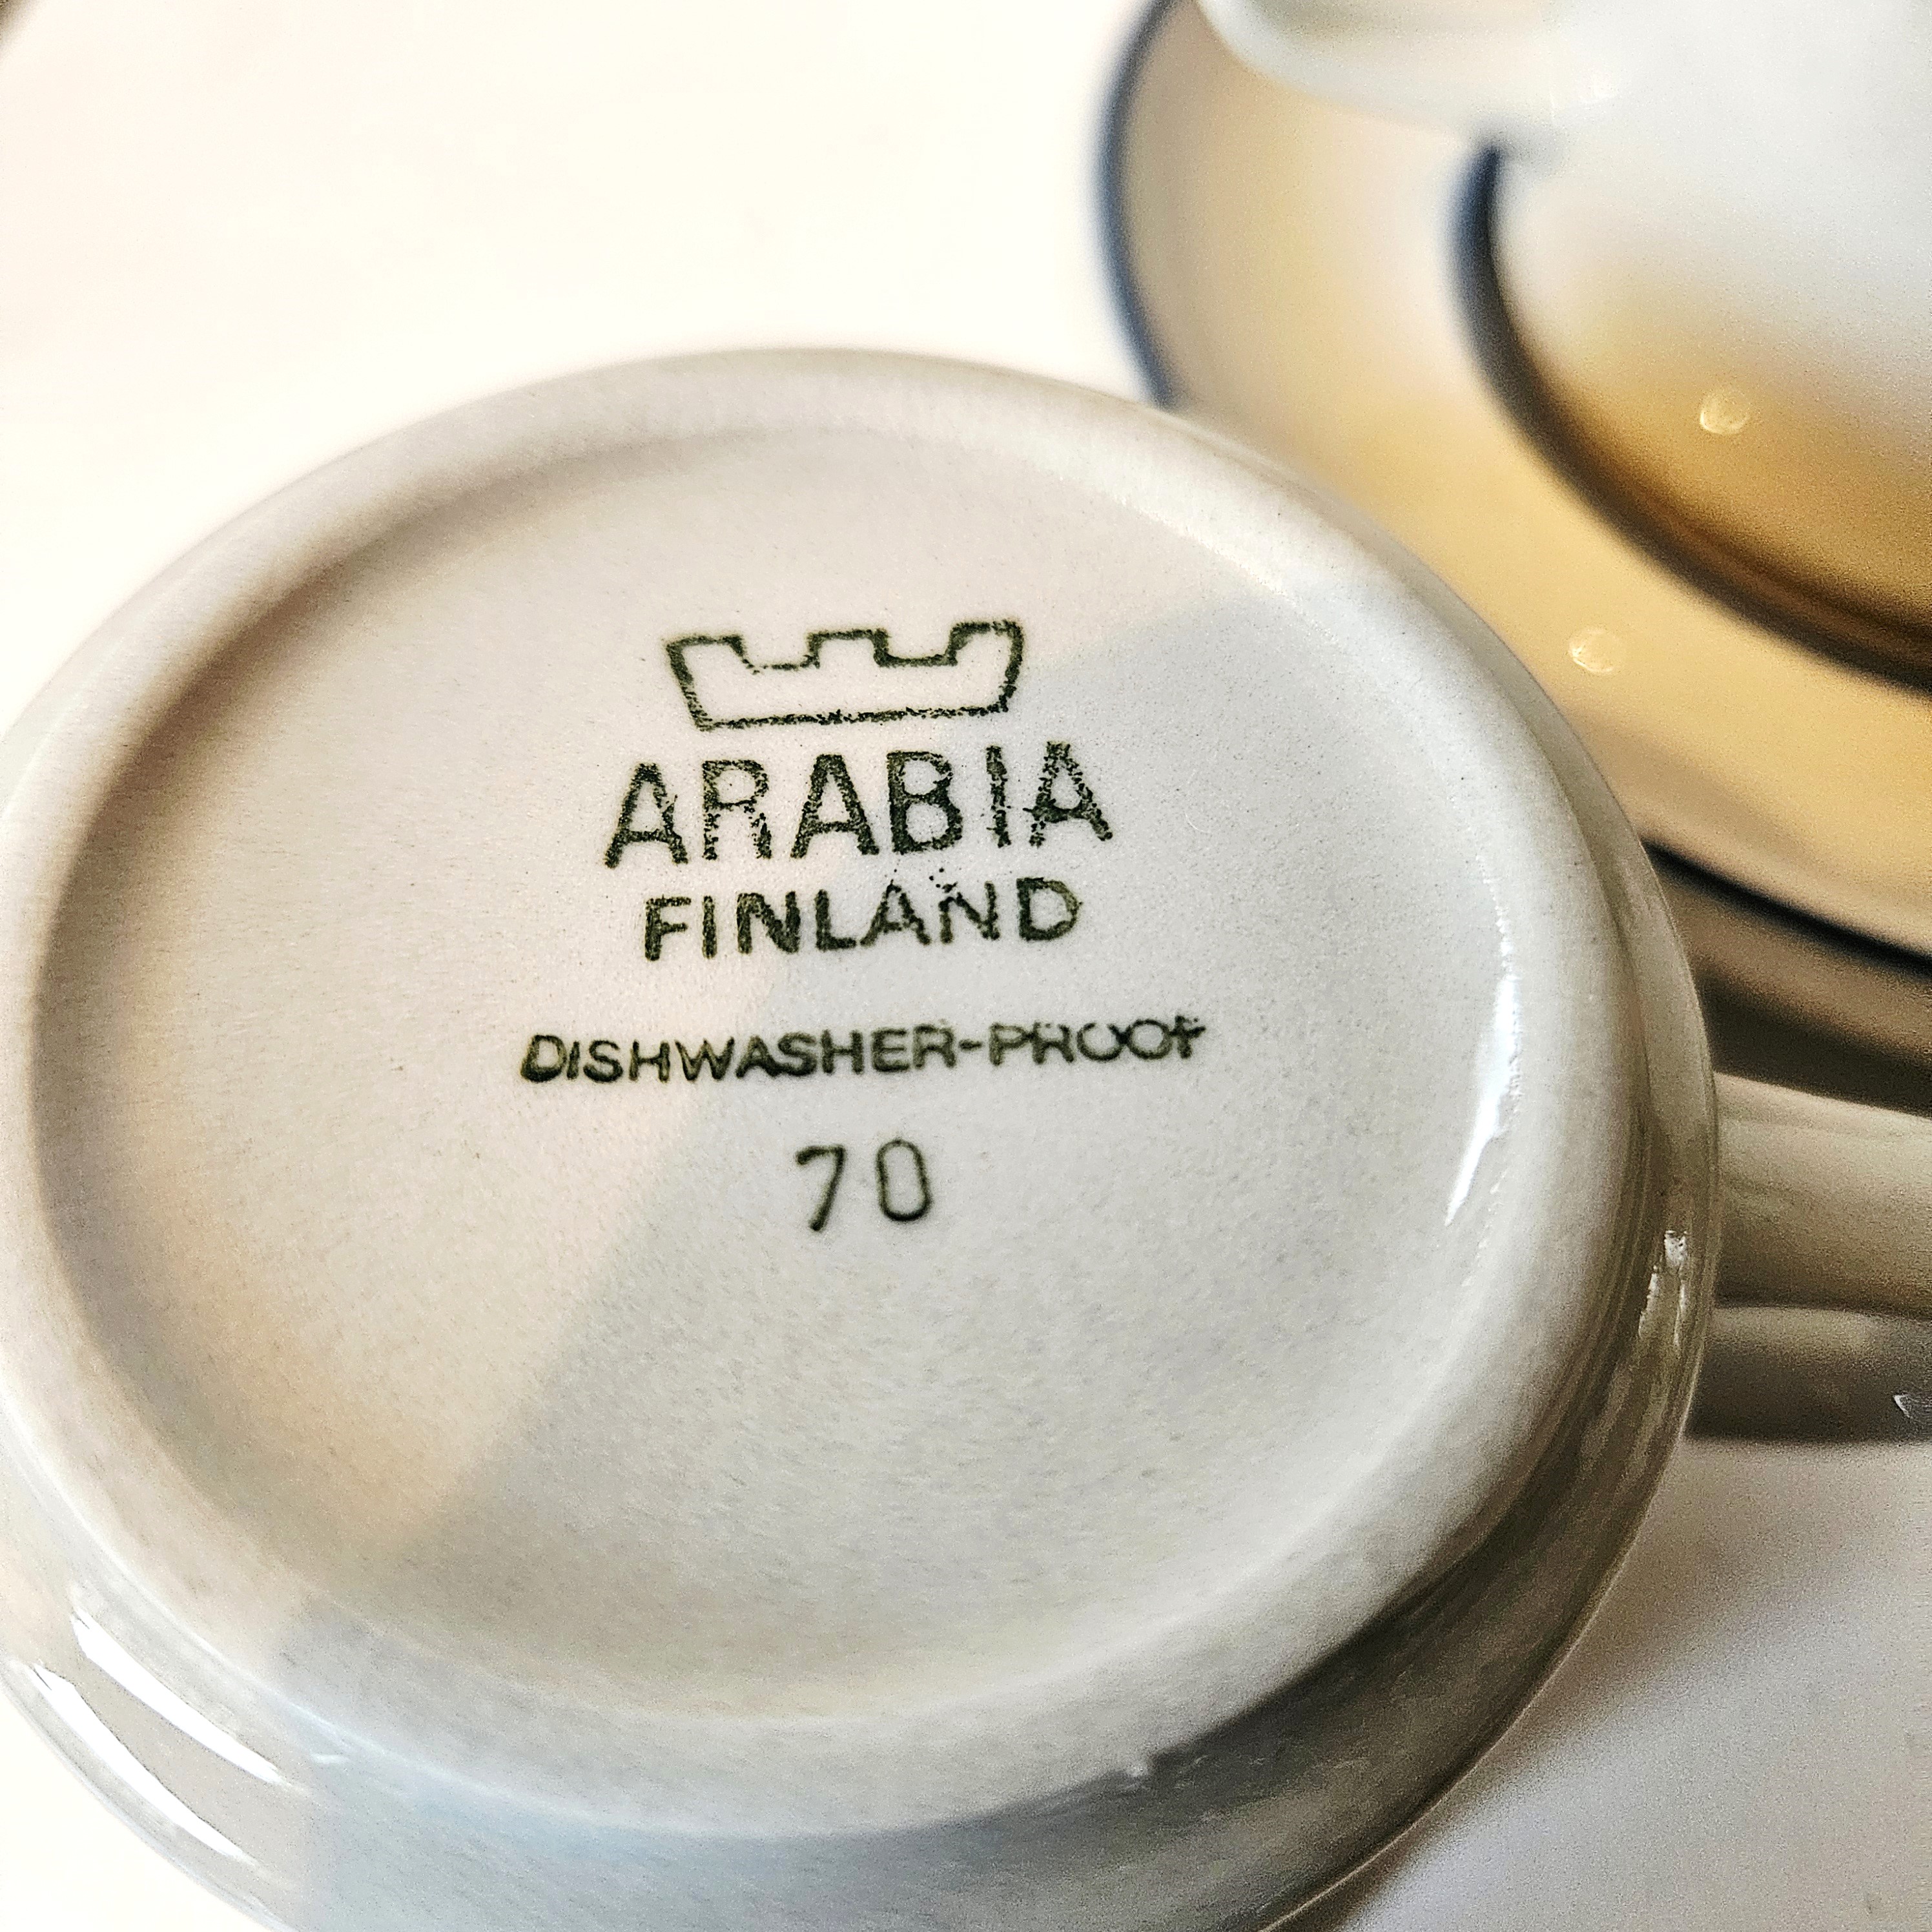 ARABIA
FINLAND
DISHWASHER-PROOF
70